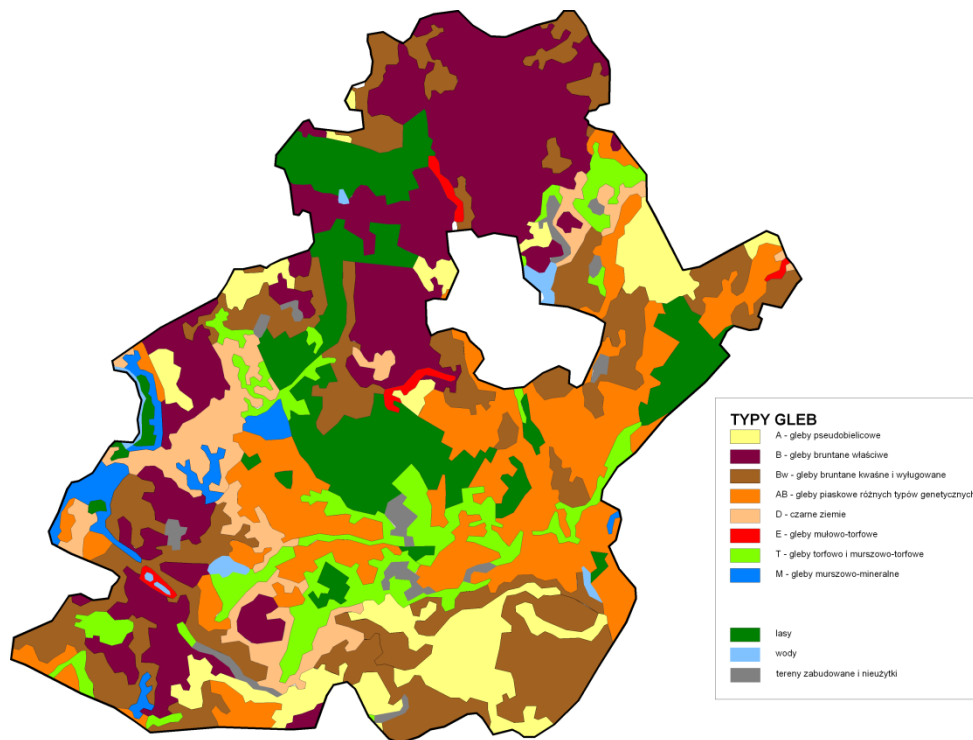 TYPY GLEB
A - gleby pseudobielicowe
B - gleby bruntane właściwe
Bw - gleby bruntane kwaśne i wyługowane
AB - gleby piaskowe różnych typów genetycznych
D - czarne ziemie
E - gleby mułowo-torfowe
T - gleby torfowo i murszowo-torfowe
M - gleby murszowo-mineralne
lasy
wody
tereny zabudowane i nieużytki